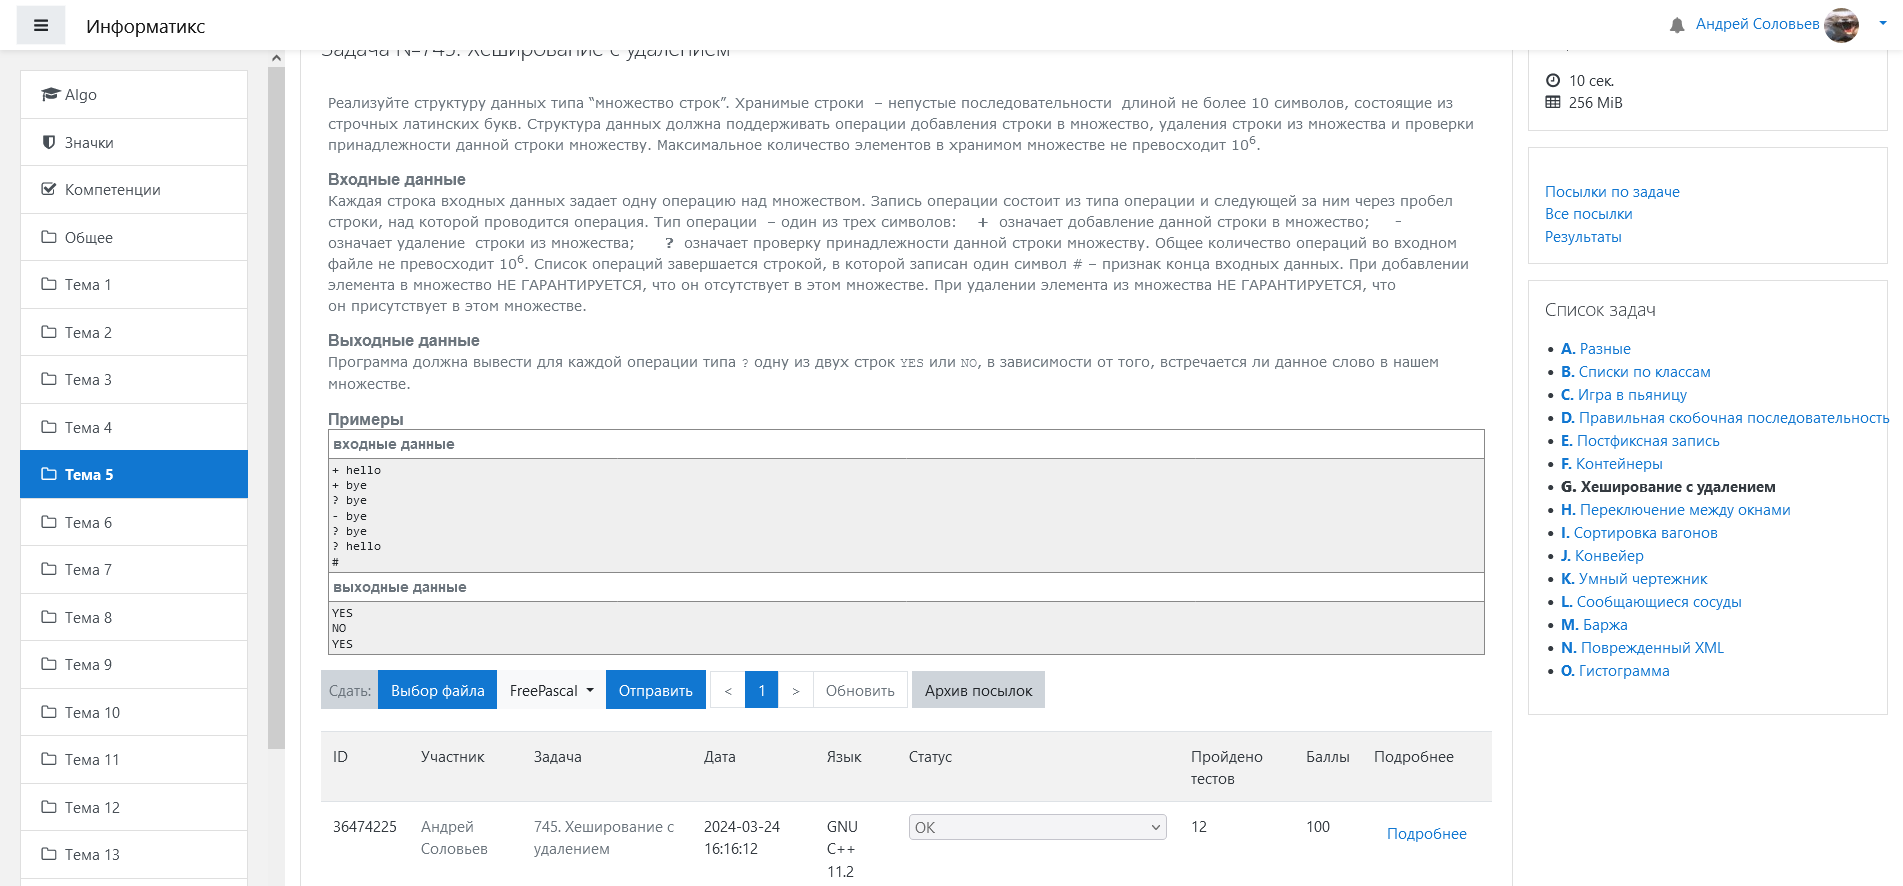 Информатикс
Андрей Соловьев
Algo
Значки
Компетенции
Общее
Тема 1
Тема 2
Тема 3
Тема 4
Тема 5
Тема 6
Тема 7
Тема 8
Тема 9
Тема 10
Тема 11
Тема 12
Тема 13
Задача №745. Хеширование с удалением
Реализуйте структуру данных типа “множество строк”. Хранимые строки – непустые последовательности длиной не более 10 символов, состоящие из
строчных латинских букв. Структура данных должна поддерживать операции добавления строки в множество, удаления строки из множества и проверки
принадлежности данной строки множеству. Максимальное количество элементов в хранимом множестве не превосходит 10⁶.
Входные данные
Каждая строка входных данных задает одну операцию над множеством. Запись операции состоит из типа операции и следующей за ним через пробел
строки, над которой проводится операция. Тип операции – один из трех символов: + означает добавление данной строки в множество; -
означает удаление строки из множества; ? означает проверку принадлежности данной строки множеству. Общее количество операций во входном
файле не превосходит 10⁶. Список операций завершается строкой, в которой записан один символ # – признак конца входных данных. При добавлении
элемента в множество НЕ ГАРАНТИРУЕТСЯ, что он отсутствует в этом множестве. При удалении элемента из множества НЕ ГАРАНТИРУЕТСЯ, что
он присутствует в этом множестве.
Выходные данные
Программа должна вывести для каждой операции типа ? одну из двух строк YES или NO, в зависимости от того, встречается ли данное слово в нашем
множестве.
Примеры
входные данные
+ hello
+ bye
? bye
- bye
? bye
? hello
#
выходные данные
YES
NO
YES
Сдать: Выбор файла FreePascal Отправить < 1 > Обновить Архив посылок
ID Участник Задача Дата Язык Статус Пройдено Баллы Подробнее
тестов
36474225 Андрей 745. Хеширование с 2024-03-24 GNU OK 12 100 Подробнее
Соловьев удалением 16:16:12 C++
11.2
10 сек.
256 MiB
Посылки по задаче
Все посылки
Результаты
Список задач
A. Разные
B. Списки по классам
C. Игра в пьяницу
D. Правильная скобочная последовательность
E. Постфиксная запись
F. Контейнеры
G. Хеширование с удалением
H. Переключение между окнами
I. Сортировка вагонов
J. Конвейер
K. Умный чертежник
L. Сообщающиеся сосуды
M. Баржа
N. Поврежденный XML
O. Гистограмма